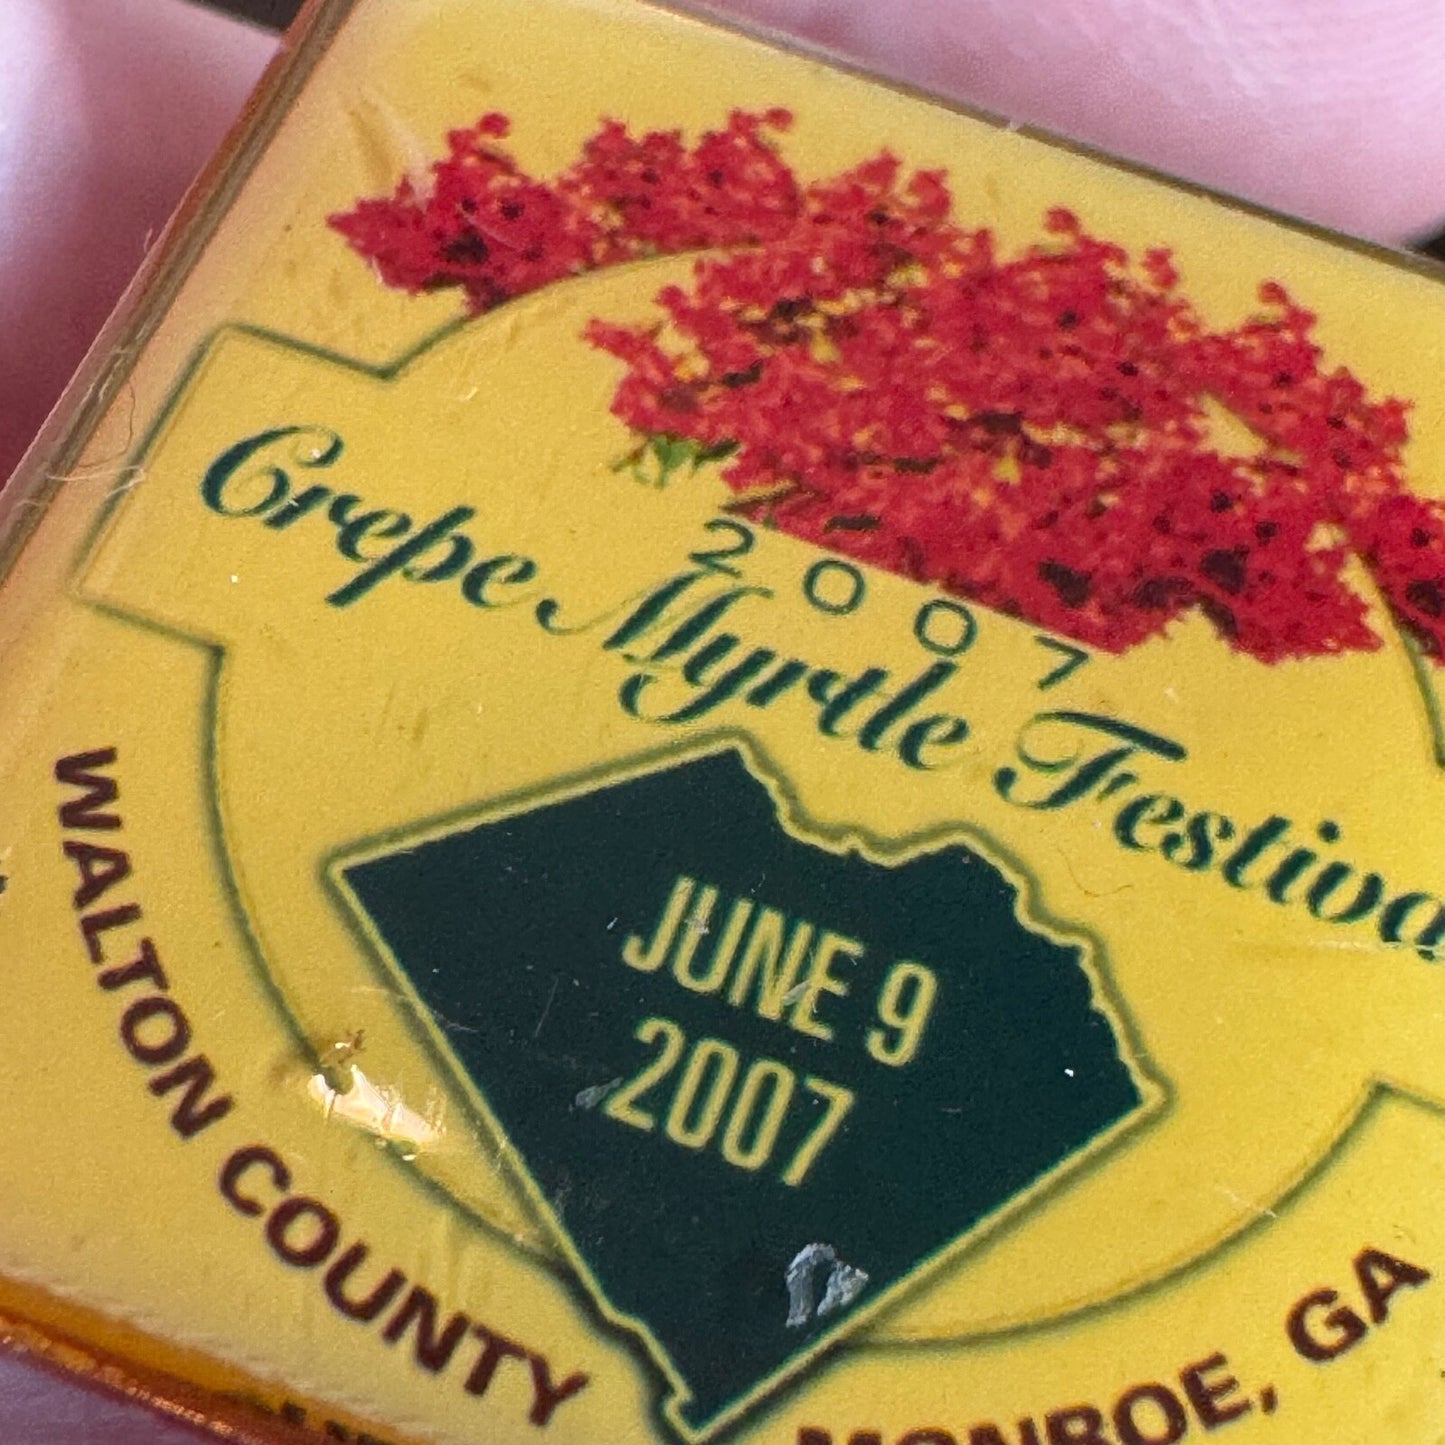 2007
Crepe Myrtle Festival
JUNE 9
2007
WALTON COUNTY
MONROE, GA